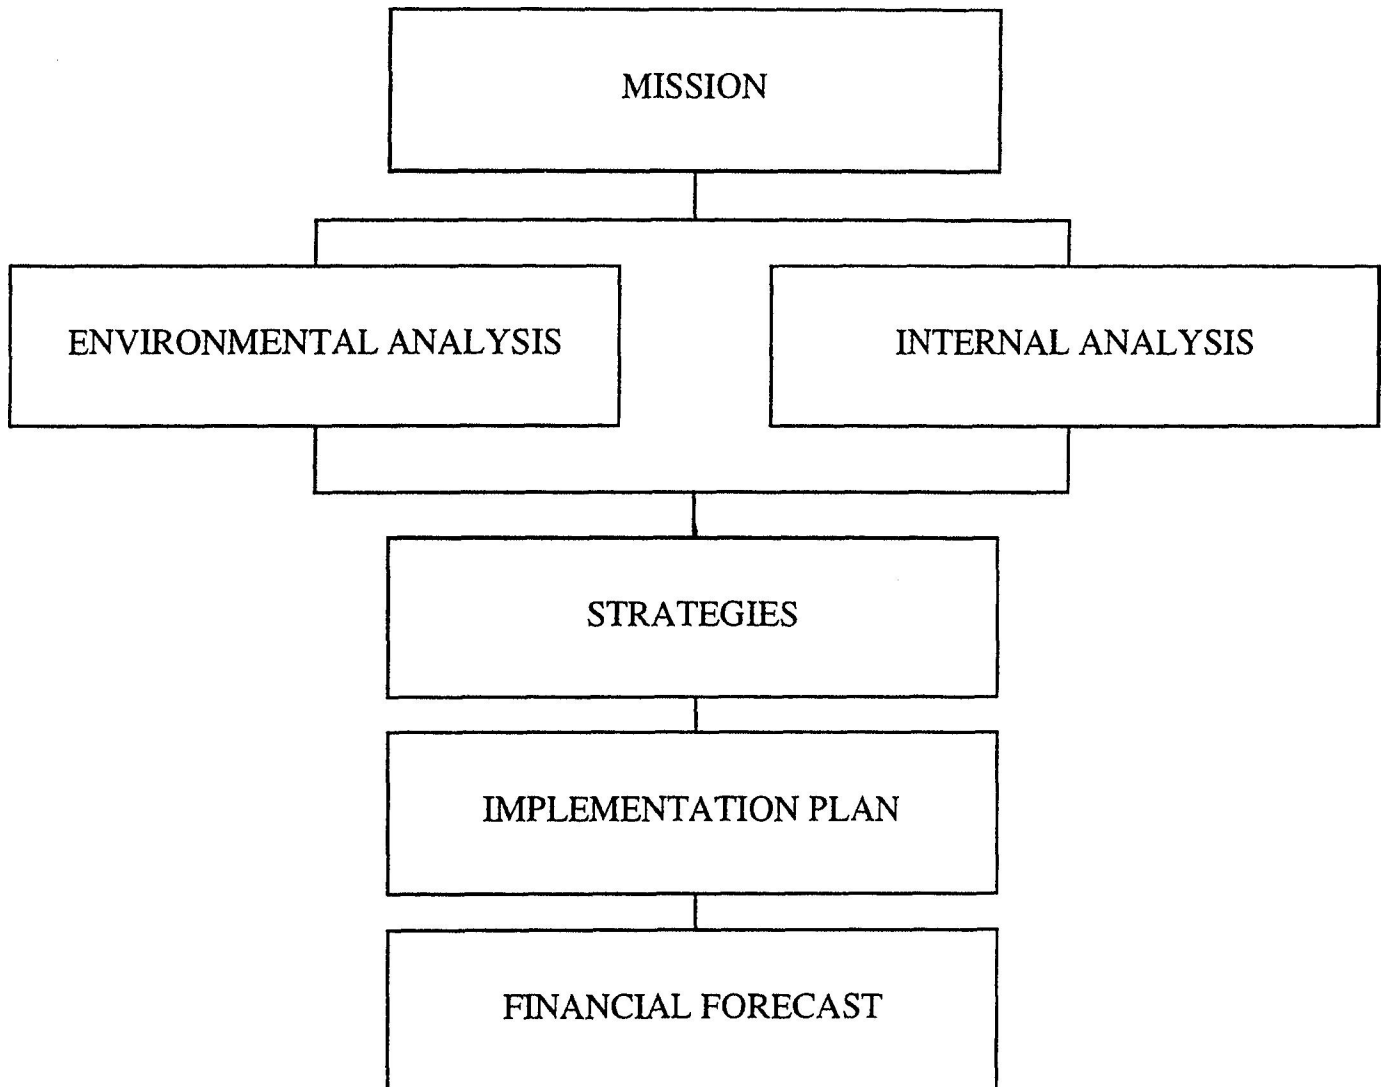 MISSION
ENVIRONMENTAL ANALYSIS
INTERNAL ANALYSIS
STRATEGIES
IMPLEMENTATION PLAN
FINANCIAL FORECAST